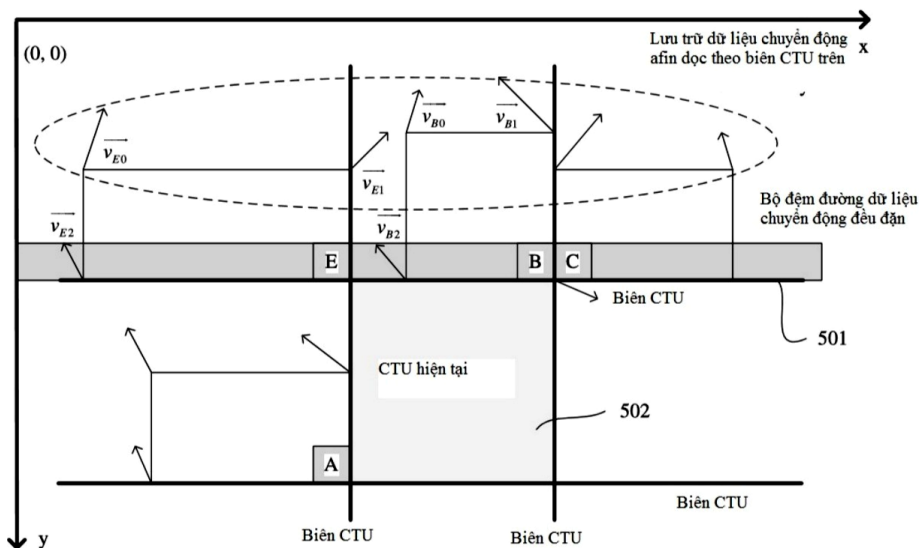 Lưu trữ dữ liệu chuyển động
afin dọc theo biên CTU trên
x
(0, 0)
v_B0
v_B1
v_E0
v_E1
Bộ đệm đường dữ liệu
chuyển động đều đặn
v_E2
v_B2
E
B
C
Biên CTU
501
CTU hiện tại
502
A
Biên CTU
Biên CTU
Biên CTU
y